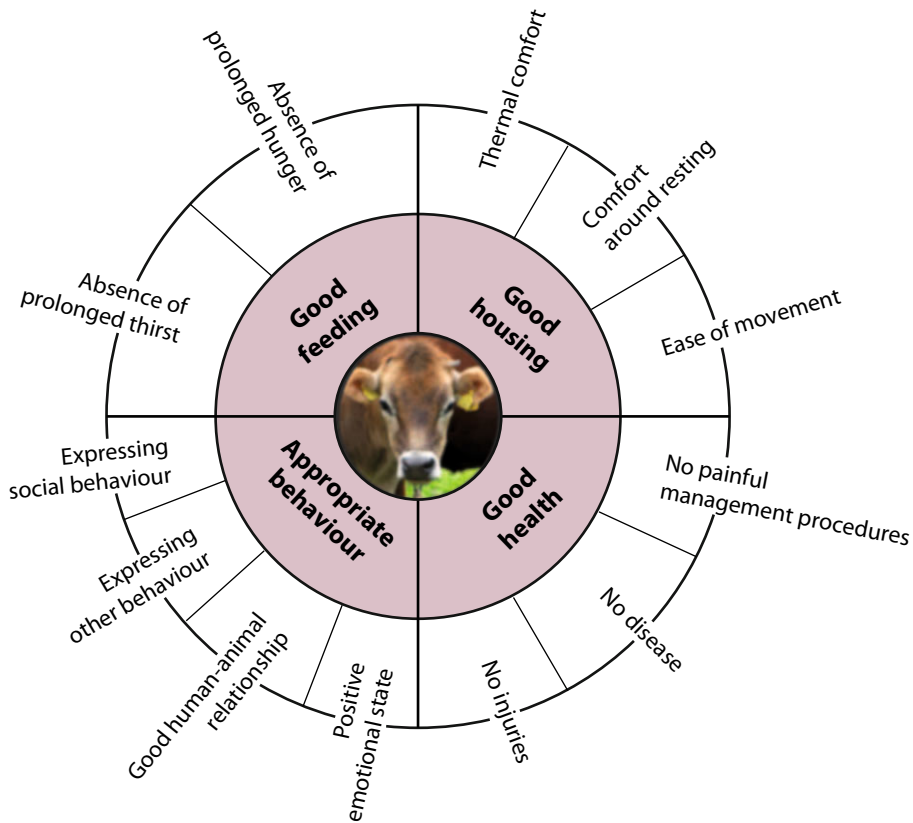 Absence of
prolonged hunger
Absence of
prolonged thirst
Good
feeding
Thermal comfort
Comfort
around resting
Ease of movement
Good
housing
Expressing
social behaviour
Expressing
other behaviour
Good human-animal
relationship
Positive
emotional state
Appropriate
behaviour
No painful
management procedures
No disease
No injuries
Good
health